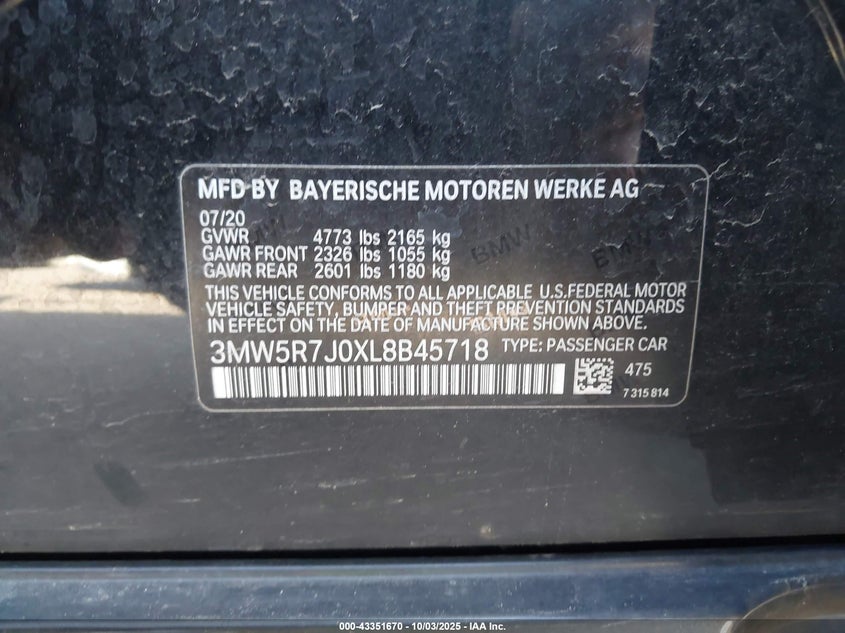 MFD BY BAYERISCHE MOTOREN WERKE AG
07/20
GVWR 4773 lbs 2165 kg
GAWR FRONT 2326 lbs 1055 kg
GAWR REAR 2601 lbs 1180 kg
THIS VEHICLE CONFORMS TO ALL APPLICABLE U.S.FEDERAL MOTOR
VEHICLE SAFETY, BUMPER AND THEFT PREVENTION STANDARDS
IN EFFECT ON THE DATE OF MANUFACTURE SHOWN ABOVE.
3MW5R7J0XL8B45718 TYPE: PASSENGER CAR
475
7 315 814
BMW
BMW
000-43351670 - 10/03/2025 - IAA Inc.